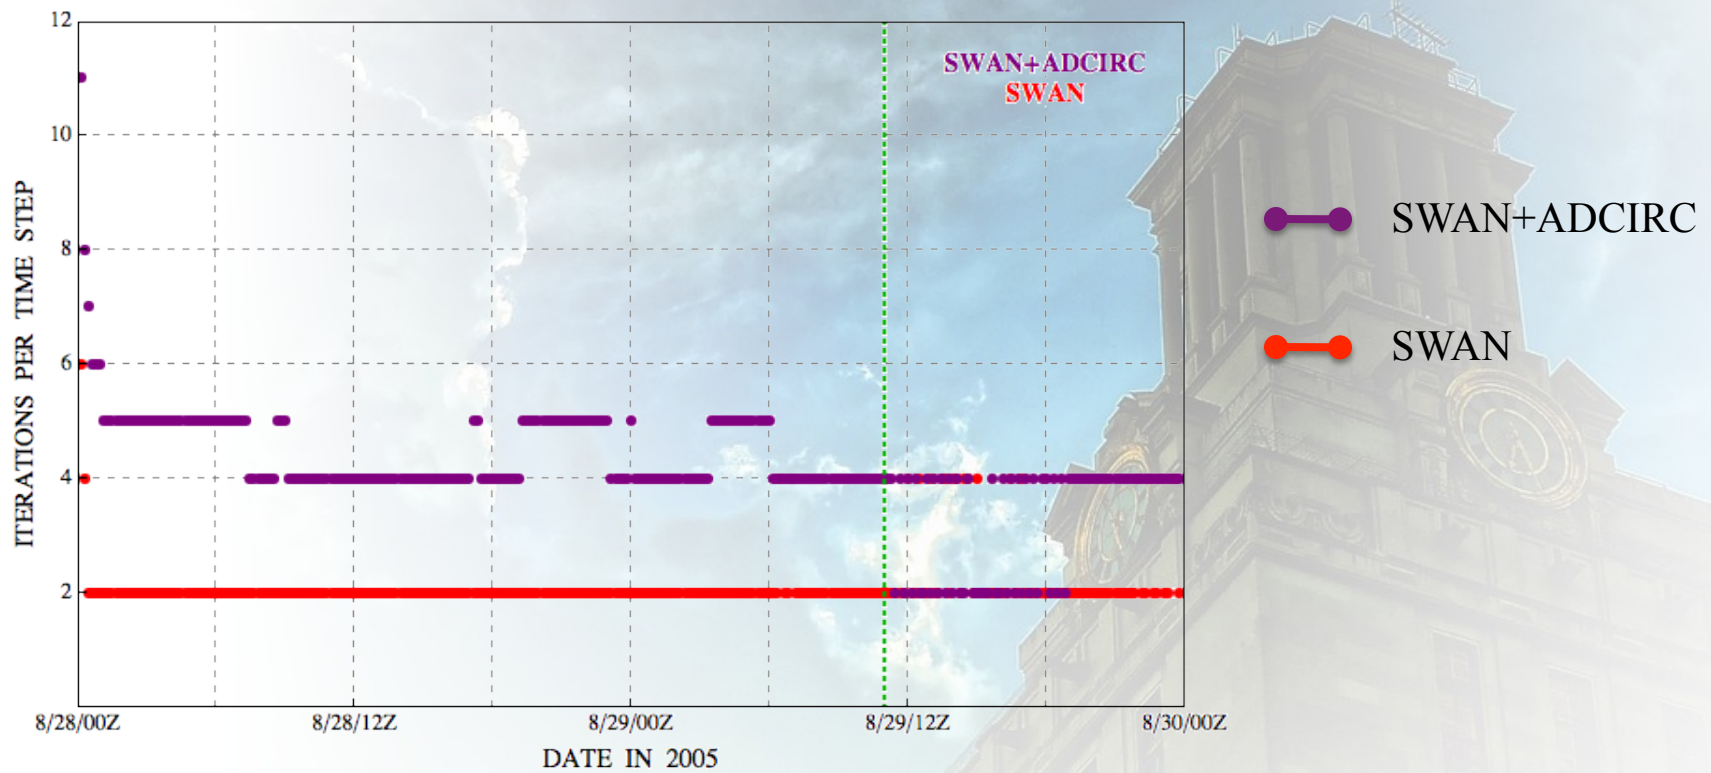 12
10
8
6
4
2
ITERATIONS PER TIME STEP
SWAN+ADCIRC
SWAN
8/28/00Z
8/28/12Z
8/29/00Z
8/29/12Z
8/30/00Z
DATE IN 2005
SWAN+ADCIRC
SWAN